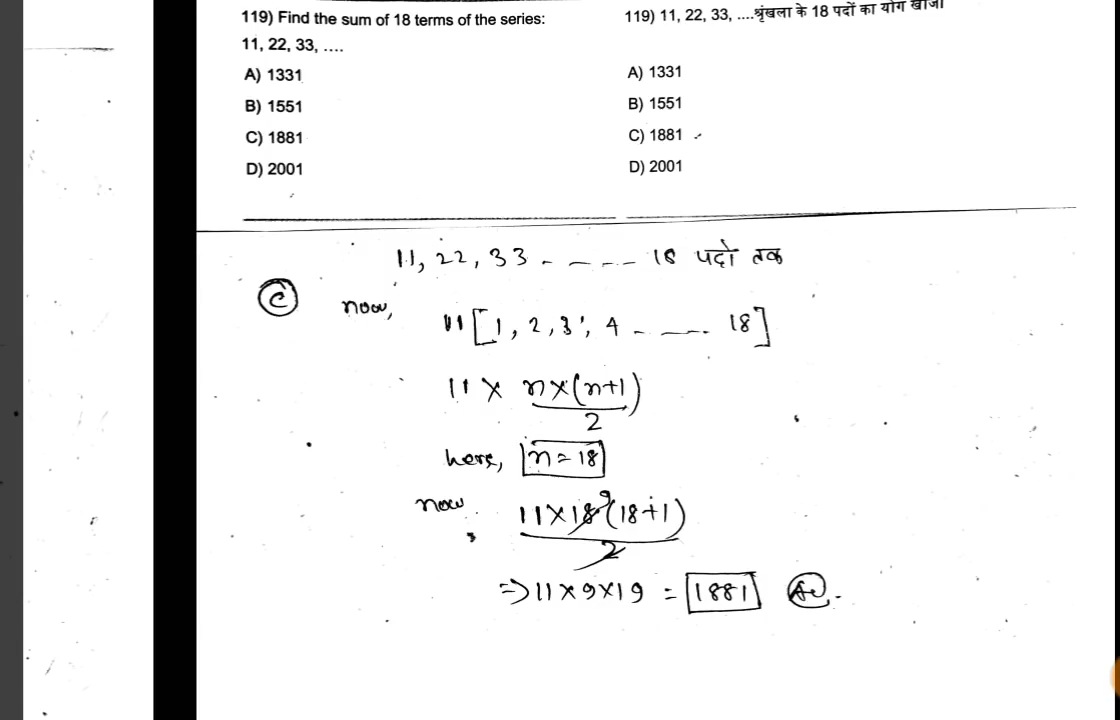 119) Find the sum of 18 terms of the series:
11, 22, 33, ....
A) 1331
B) 1551
C) 1881
D) 2001
119) 11, 22, 33, ....श्रृंखला के 18 पदों का योग खोजो
A) 1331
B) 1551
C) 1881
D) 2001
11, 22, 33 - - - - - 18 पदो तक
C
now, 11 [1, 2, 3, 4 - - - . 18]
11 × n×(n+1)
2
here, n = 18
now 11×18 9 (18+1)
2
=> 11×9×19 = 1881